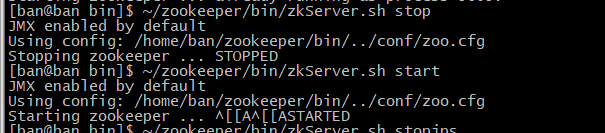 [ban@ban bin]$ ~/zookeeper/bin/zkServer.sh stop
JMX enabled by default
Using config: /home/ban/zookeeper/bin/../conf/zoo.cfg
Stopping zookeeper ... STOPPED
[ban@ban bin]$ ~/zookeeper/bin/zkServer.sh start
JMX enabled by default
Using config: /home/ban/zookeeper/bin/../conf/zoo.cfg
Starting zookeeper ... ^[[A^[[ASTARTED
[ban@ban bin]$ ~/zookeeper/bin/zkServer.sh stopjps